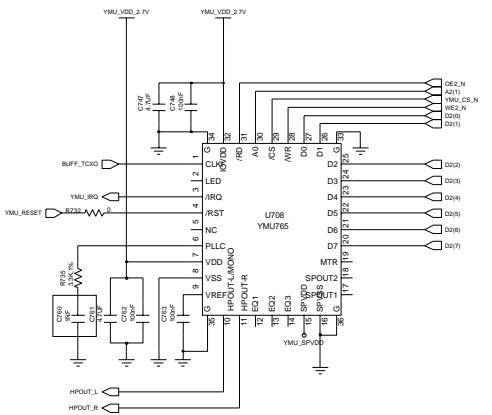 YMU_VDD_2.7V
YMU_VDD_2.7V
C747
4.7UF
C748
100nF
OE2_N
A2(1)
YMU_CS_N
WE2_N
D2(0)
D2(1)
34
32
31
30
29
28
27
26
33
G
IOVDD
/RD
A0
/CS
/WR
D0
D1
G
BUFF_TCXO
1
CLKI
2
LED
YMU_IRQ
3
/IRQ
YMU_RESET
R732
0
4
/RST
5
NC
6
PLLC
7
VDD
8
VSS
9
VREF
U708
YMU765
D2
25
D2(2)
D3
24
D2(3)
D4
23
D2(4)
D5
22
D2(5)
D6
21
D2(6)
D7
20
D2(7)
MTR
19
SPOUT2
18
SPOUT1
17
R735
3.3K 1%
C760
1NF
C761
4.7UF
C762
100nF
C763
100nF
G
HPOUT-L/MONO
HPOUT-R
EQ1
EQ2
EQ3
SPVDD
SPVSS
G
35
10
11
12
13
14
15
16
36
YMU_SPVDD
HPOUT_L
HPOUT_R